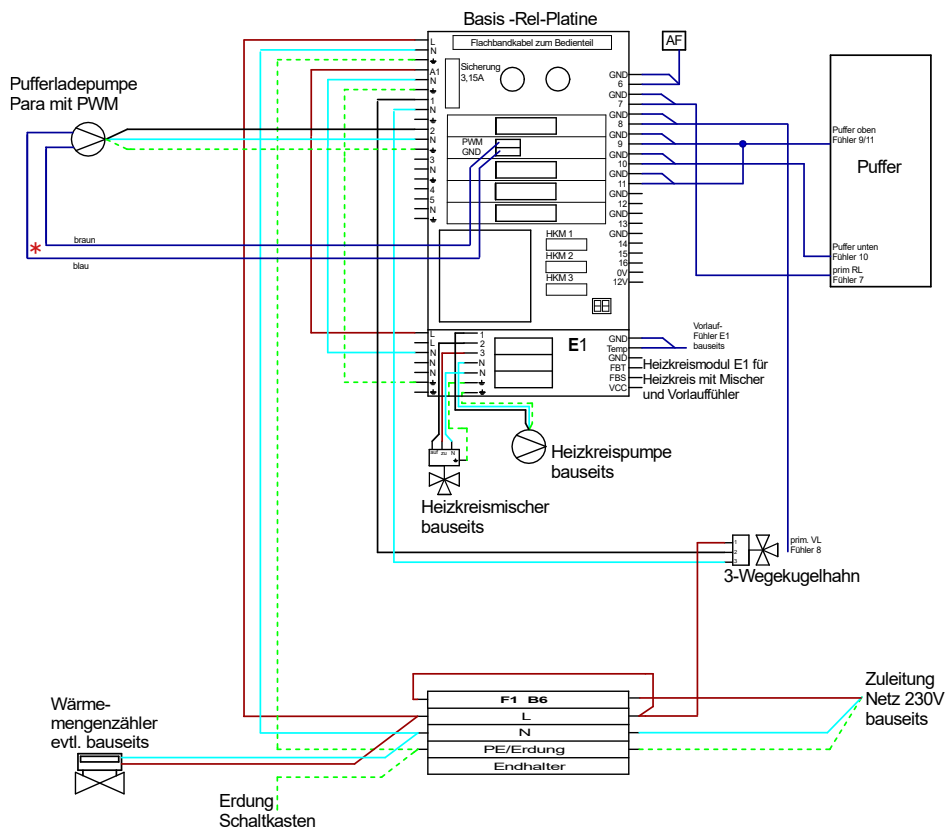 Basis -Rel-Platine
Flachbandkabel zum Bedienteil
AF
L
N
A1
N
1
N
2
N
3
N
4
5
N
Sicherung
3,15A
PWM
GND
HKM 1
HKM 2
HKM 3
GND
6
GND
7
GND
8
GND
9
GND
10
GND
11
GND
12
GND
13
GND
14
15
16
0V
12V
Pufferladepumpe
Para mit PWM
*
braun
blau
Puffer oben
Fühler 9/11
Puffer
Puffer unten
Fühler 10
prim RL
Fühler 7
L
L
N
N
N
1
2
3
N
N
E1
GND
Temp
GND
FBT
FBS
VCC
Vorlauf-
Fühler E1
bauseits
Heizkreismodul E1 für
Heizkreis mit Mischer
und Vorlauffühler
auf zu N
Heizkreismischer
bauseits
Heizkreispumpe
bauseits
1
2
3
prim. VL
Fühler 8
3-Wegekugelhahn
F1 B6
L
N
PE/Erdung
Endhalter
Zuleitung
Netz 230V
bauseits
Wärme-
mengenzähler
evtl. bauseits
Erdung
Schaltkasten